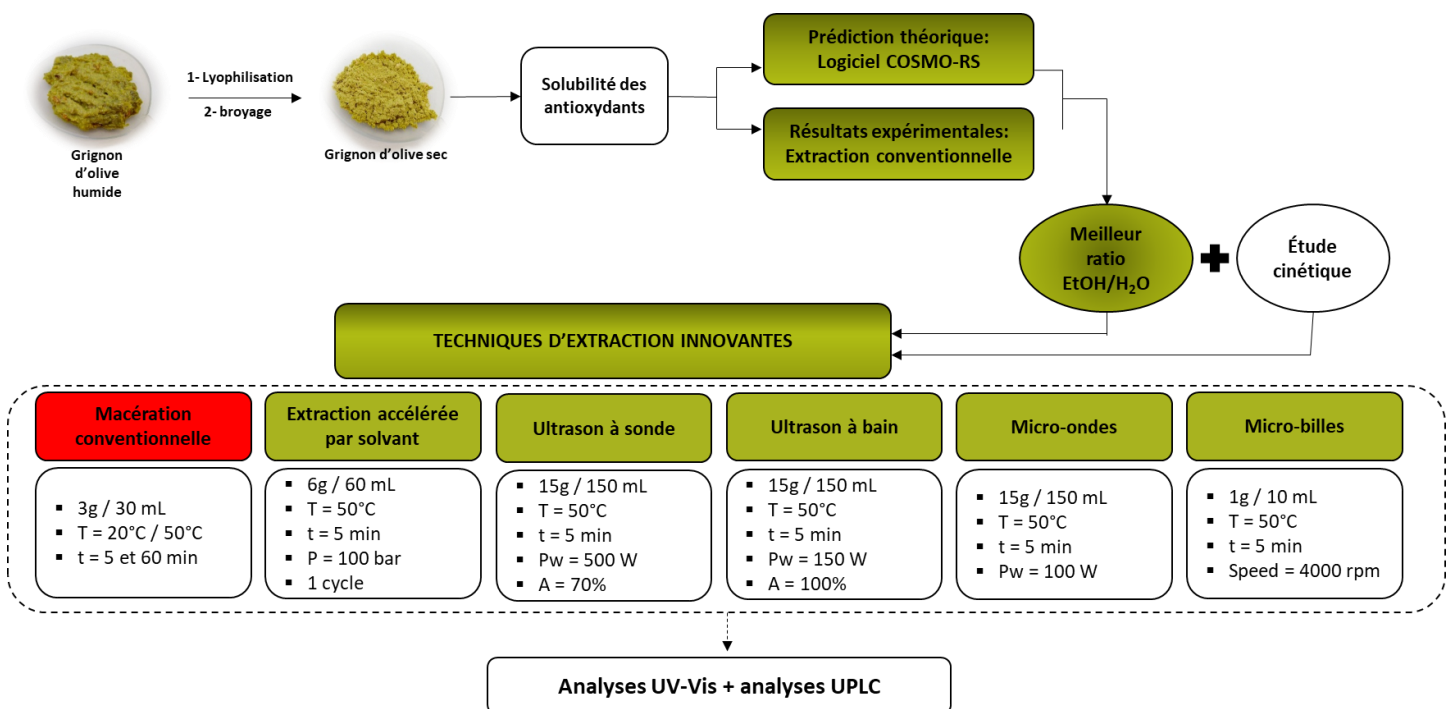 1- Lyophilisation
2- broyage
Grignon
d'olive
humide
Grignon d'olive sec
Solubilité des
antioxydants
Prédiction théorique:
Logiciel COSMO-RS
Résultats expérimentales:
Extraction conventionnelle
Meilleur
ratio
EtOH/H₂O
Étude
cinétique
TECHNIQUES D'EXTRACTION INNOVANTES
Macération
conventionnelle
▪ 3g / 30 mL
▪ T = 20°C / 50°C
▪ t = 5 et 60 min
Extraction accélérée
par solvant
▪ 6g / 60 mL
▪ T = 50°C
▪ t = 5 min
▪ P = 100 bar
▪ 1 cycle
Ultrason à sonde
▪ 15g / 150 mL
▪ T = 50°C
▪ t = 5 min
▪ Pw = 500 W
▪ A = 70%
Ultrason à bain
▪ 15g / 150 mL
▪ T = 50°C
▪ t = 5 min
▪ Pw = 150 W
▪ A = 100%
Micro-ondes
▪ 15g / 150 mL
▪ T = 50°C
▪ t = 5 min
▪ Pw = 100 W
Micro-billes
▪ 1g / 10 mL
▪ T = 50°C
▪ t = 5 min
▪ Speed = 4000 rpm
Analyses UV-Vis + analyses UPLC